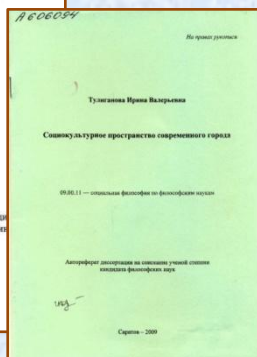 А 606094
На правах рукописи
Тулиганова Ирина Валерьевна
Социокультурное пространство современного города
09.00.11 — социальная философия по философским наукам
Автореферат диссертации на соискание ученой степени
кандидата философских наук
Саратов – 2009